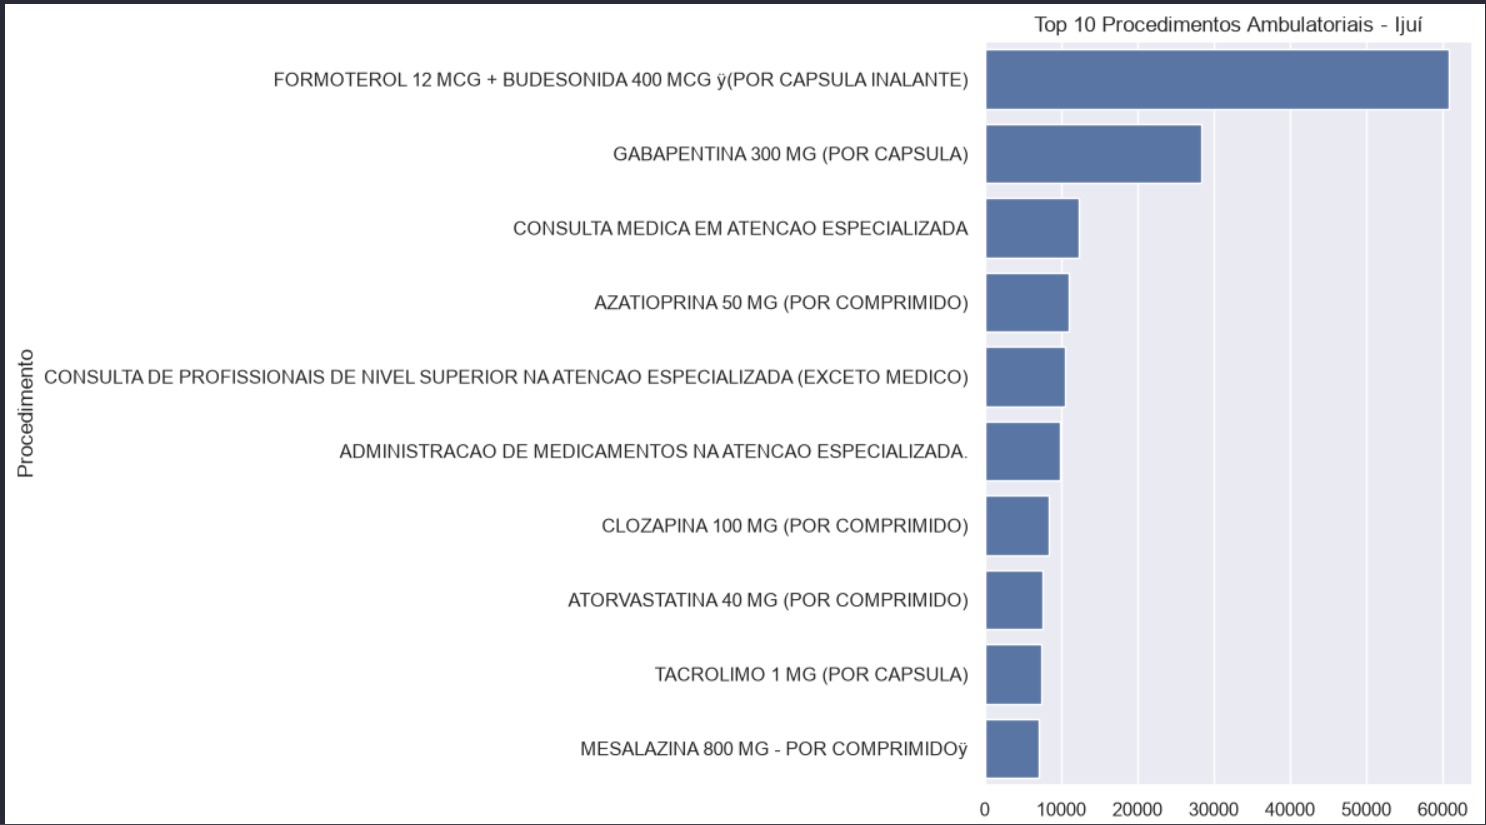 Top 10 Procedimentos Ambulatoriais - Ijuí
FORMOTEROL 12 MCG + BUDESONIDA 400 MCG ÿ(POR CAPSULA INALANTE)
GABAPENTINA 300 MG (POR CAPSULA)
CONSULTA MEDICA EM ATENCAO ESPECIALIZADA
AZATIOPRINA 50 MG (POR COMPRIMIDO)
Procedimento
CONSULTA DE PROFISSIONAIS DE NIVEL SUPERIOR NA ATENCAO ESPECIALIZADA (EXCETO MEDICO)
ADMINISTRACAO DE MEDICAMENTOS NA ATENCAO ESPECIALIZADA.
CLOZAPINA 100 MG (POR COMPRIMIDO)
ATORVASTATINA 40 MG (POR COMPRIMIDO)
TACROLIMO 1 MG (POR CAPSULA)
MESALAZINA 800 MG - POR COMPRIMIDOÿ
0 10000 20000 30000 40000 50000 60000